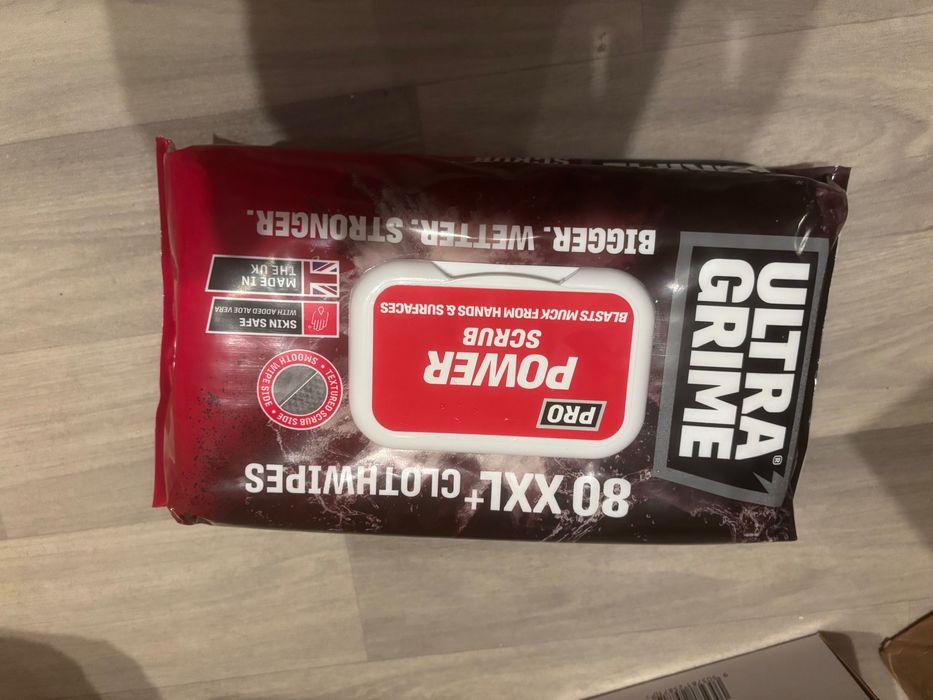 ULTRA
GRIME®
80 XXL+ CLOTHWIPES
PRO
POWER
SCRUB
BLASTS MUCK FROM HANDS & SURFACES
• TEXTURED SCRUB SIDE •
SMOOTH WIPE SIDE
SKIN SAFE
WITH ADDED ALOE VERA
MADE IN
THE UK
BIGGER. WETTER. STRONGER.